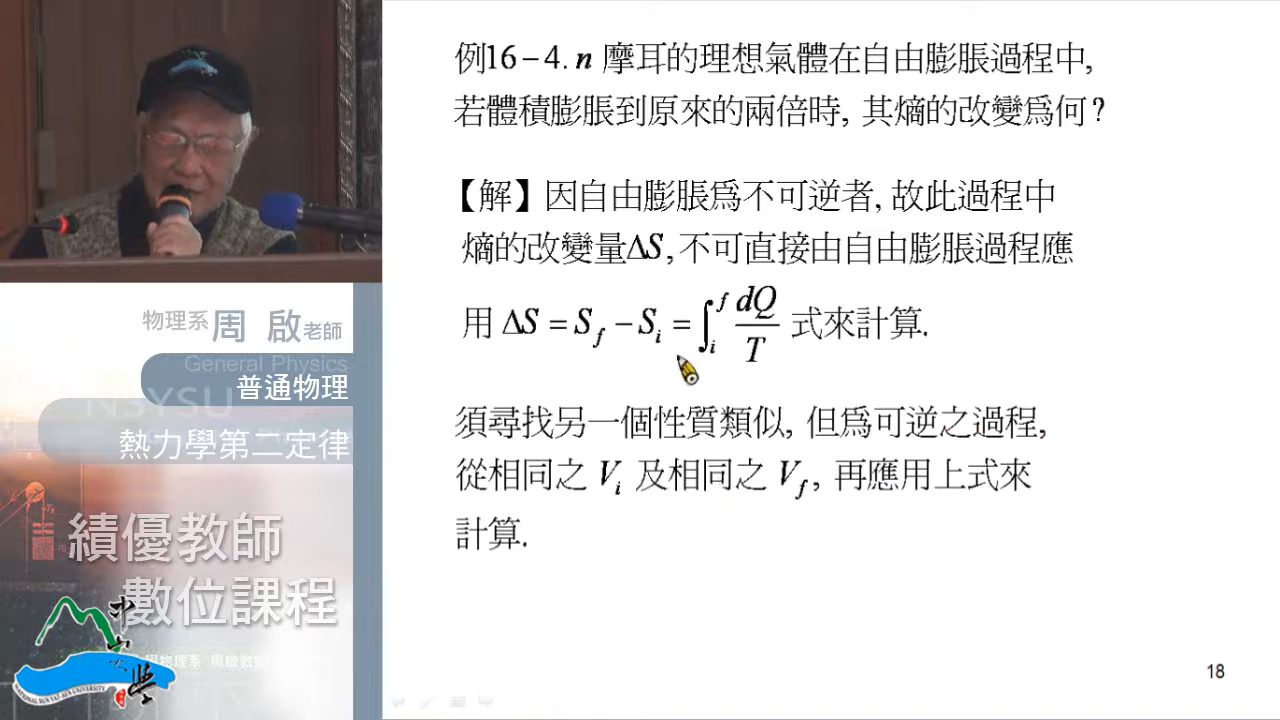 例16－4. n 摩耳的理想氣體在自由膨脹過程中,
若體積膨脹到原來的兩倍時, 其熵的改變爲何?
【解】因自由膨脹爲不可逆者, 故此過程中
熵的改變量ΔS, 不可直接由自由膨脹過程應
用 ΔS = S_f − S_i = ∫_i^f dQ/T 式來計算.
須尋找另一個性質類似, 但爲可逆之過程,
從相同之 V_i 及相同之 V_f, 再應用上式來
計算.
18
物理系 周 啟 老師
General Physics
普通物理
NSYSU
熱力學第二定律
績優教師
數位課程